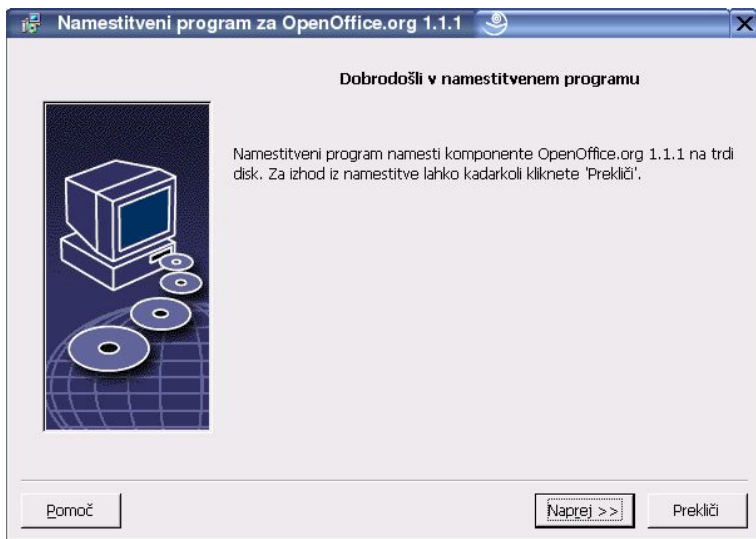 Namestitveni program za OpenOffice.org 1.1.1
Dobrodošli v namestitvenem programu
Namestitveni program namesti komponente OpenOffice.org 1.1.1 na trdi
disk. Za izhod iz namestitve lahko kadarkoli kliknete 'Prekliči'.
Pomoč
Naprej >>
Prekliči